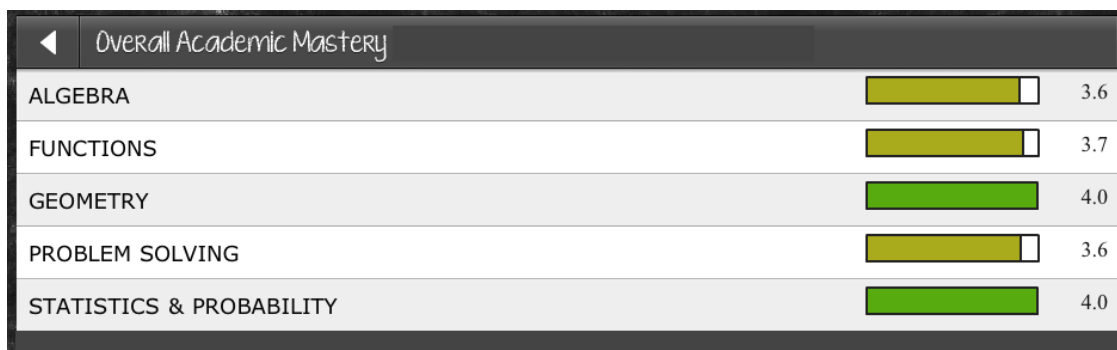 Overall Academic Mastery
ALGEBRA 3.6
FUNCTIONS 3.7
GEOMETRY 4.0
PROBLEM SOLVING 3.6
STATISTICS & PROBABILITY 4.0